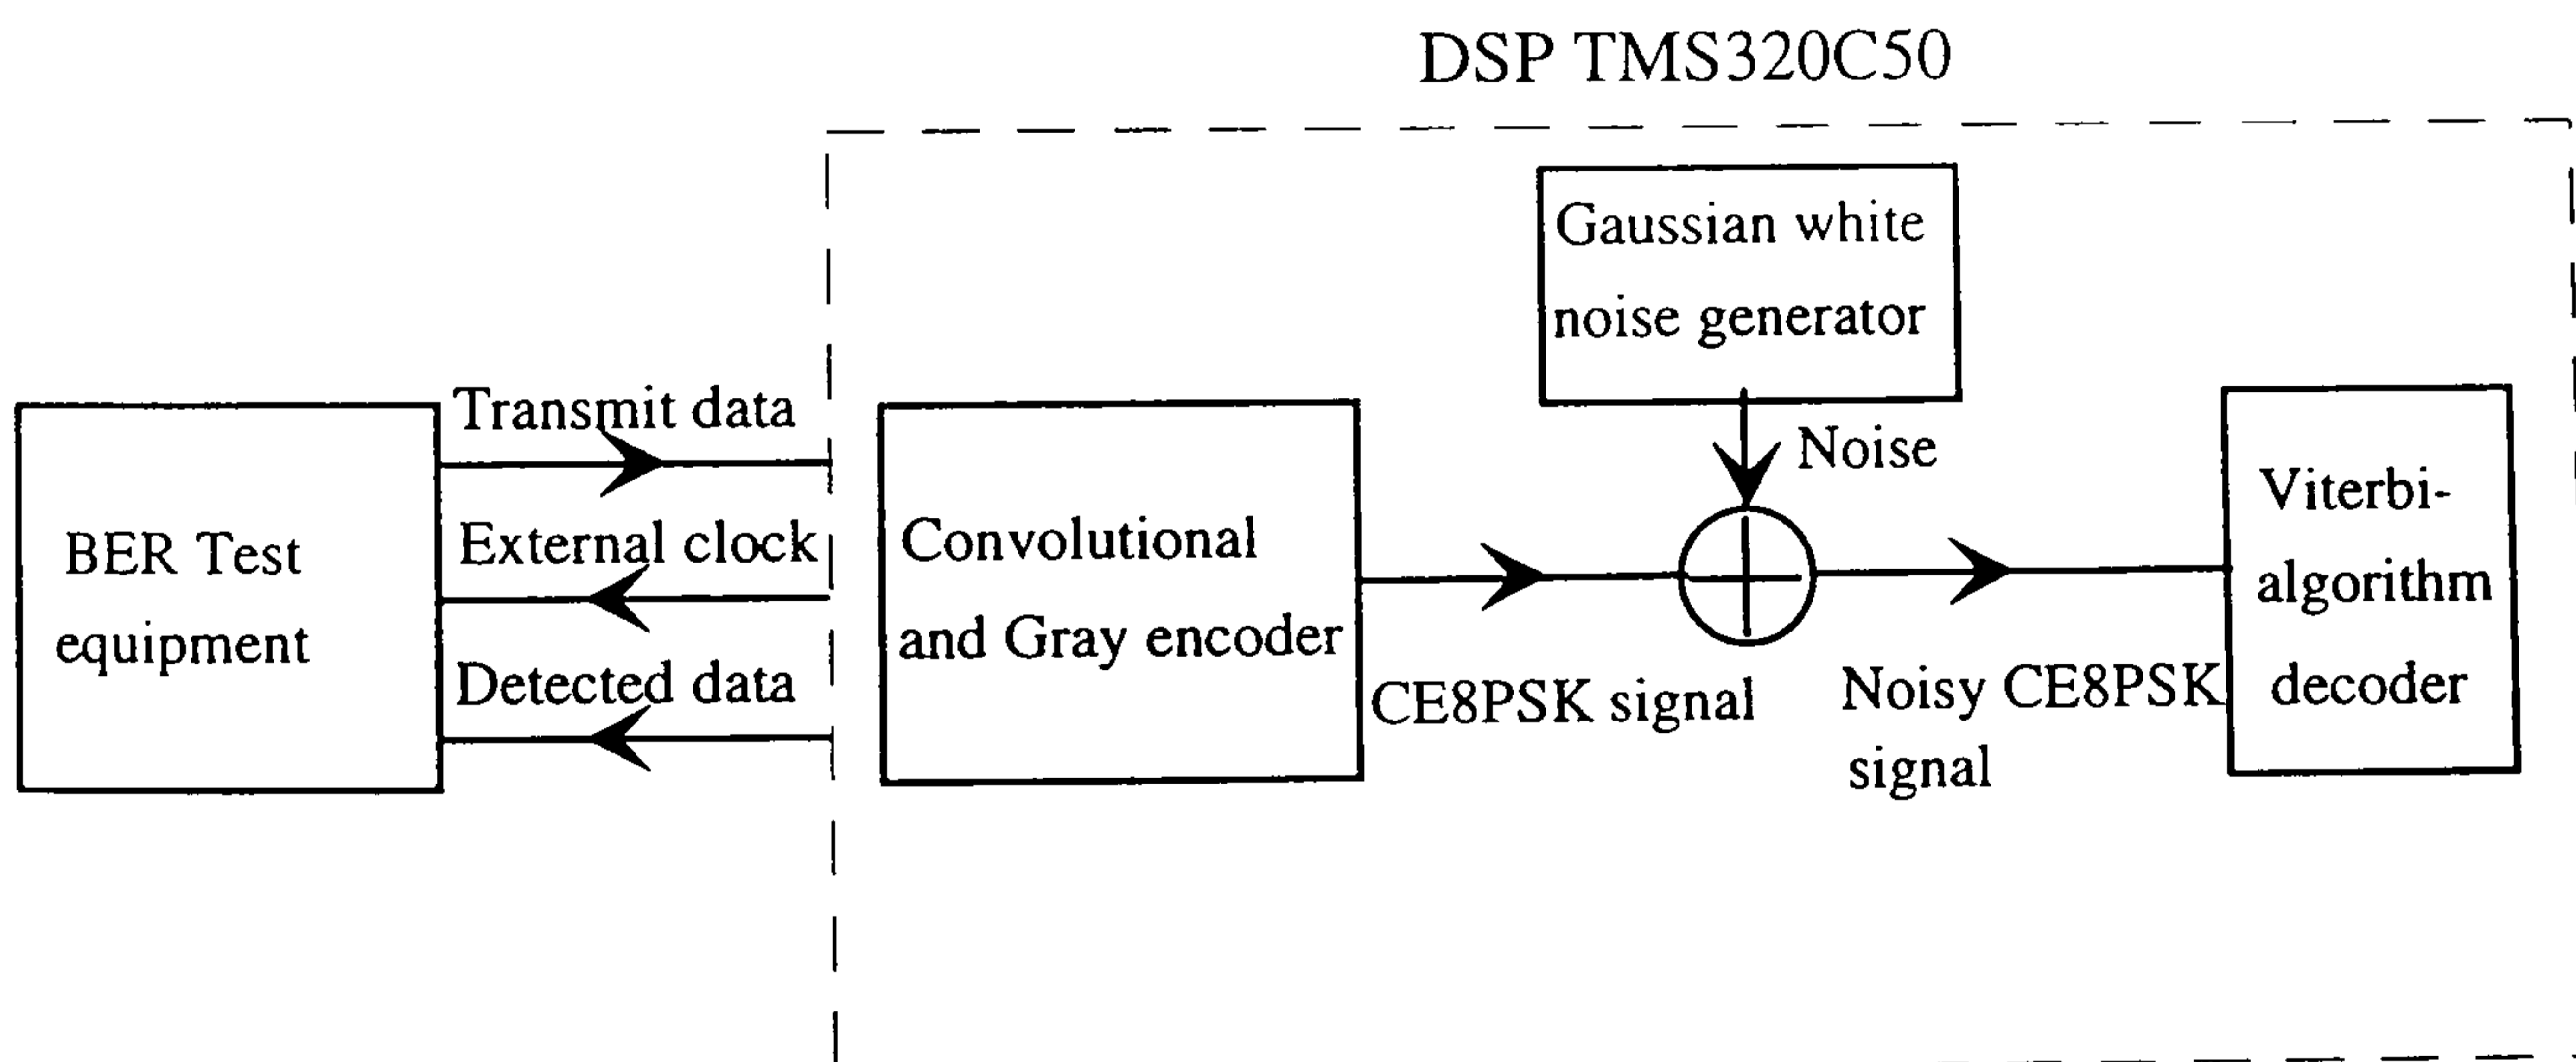 DSP TMS320C50
Gaussian white
noise generator
Noise
Transmit data
External clock
Detected data
BER Test
equipment
Convolutional
and Gray encoder
CE8PSK signal
Noisy CE8PSK
signal
Viterbi-
algorithm
decoder